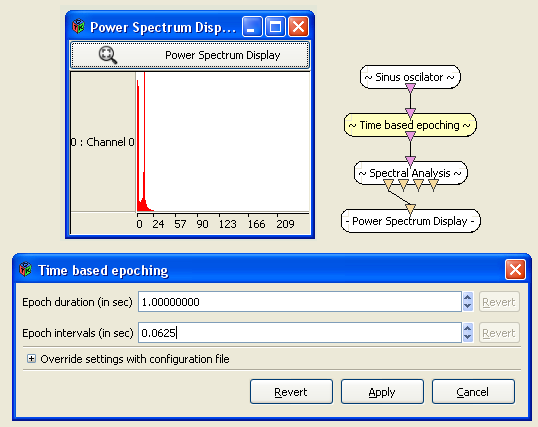 Power Spectrum Disp...
Power Spectrum Display
0 : Channel 0
0 24 57 90 123 166 209
~ Sinus oscilator ~
~ Time based epoching ~
~ Spectral Analysis ~
- Power Spectrum Display -
Time based epoching
Epoch duration (in sec) 1.00000000 Revert
Epoch intervals (in sec) 0.0625 Revert
Override settings with configuration file
Revert Apply Cancel